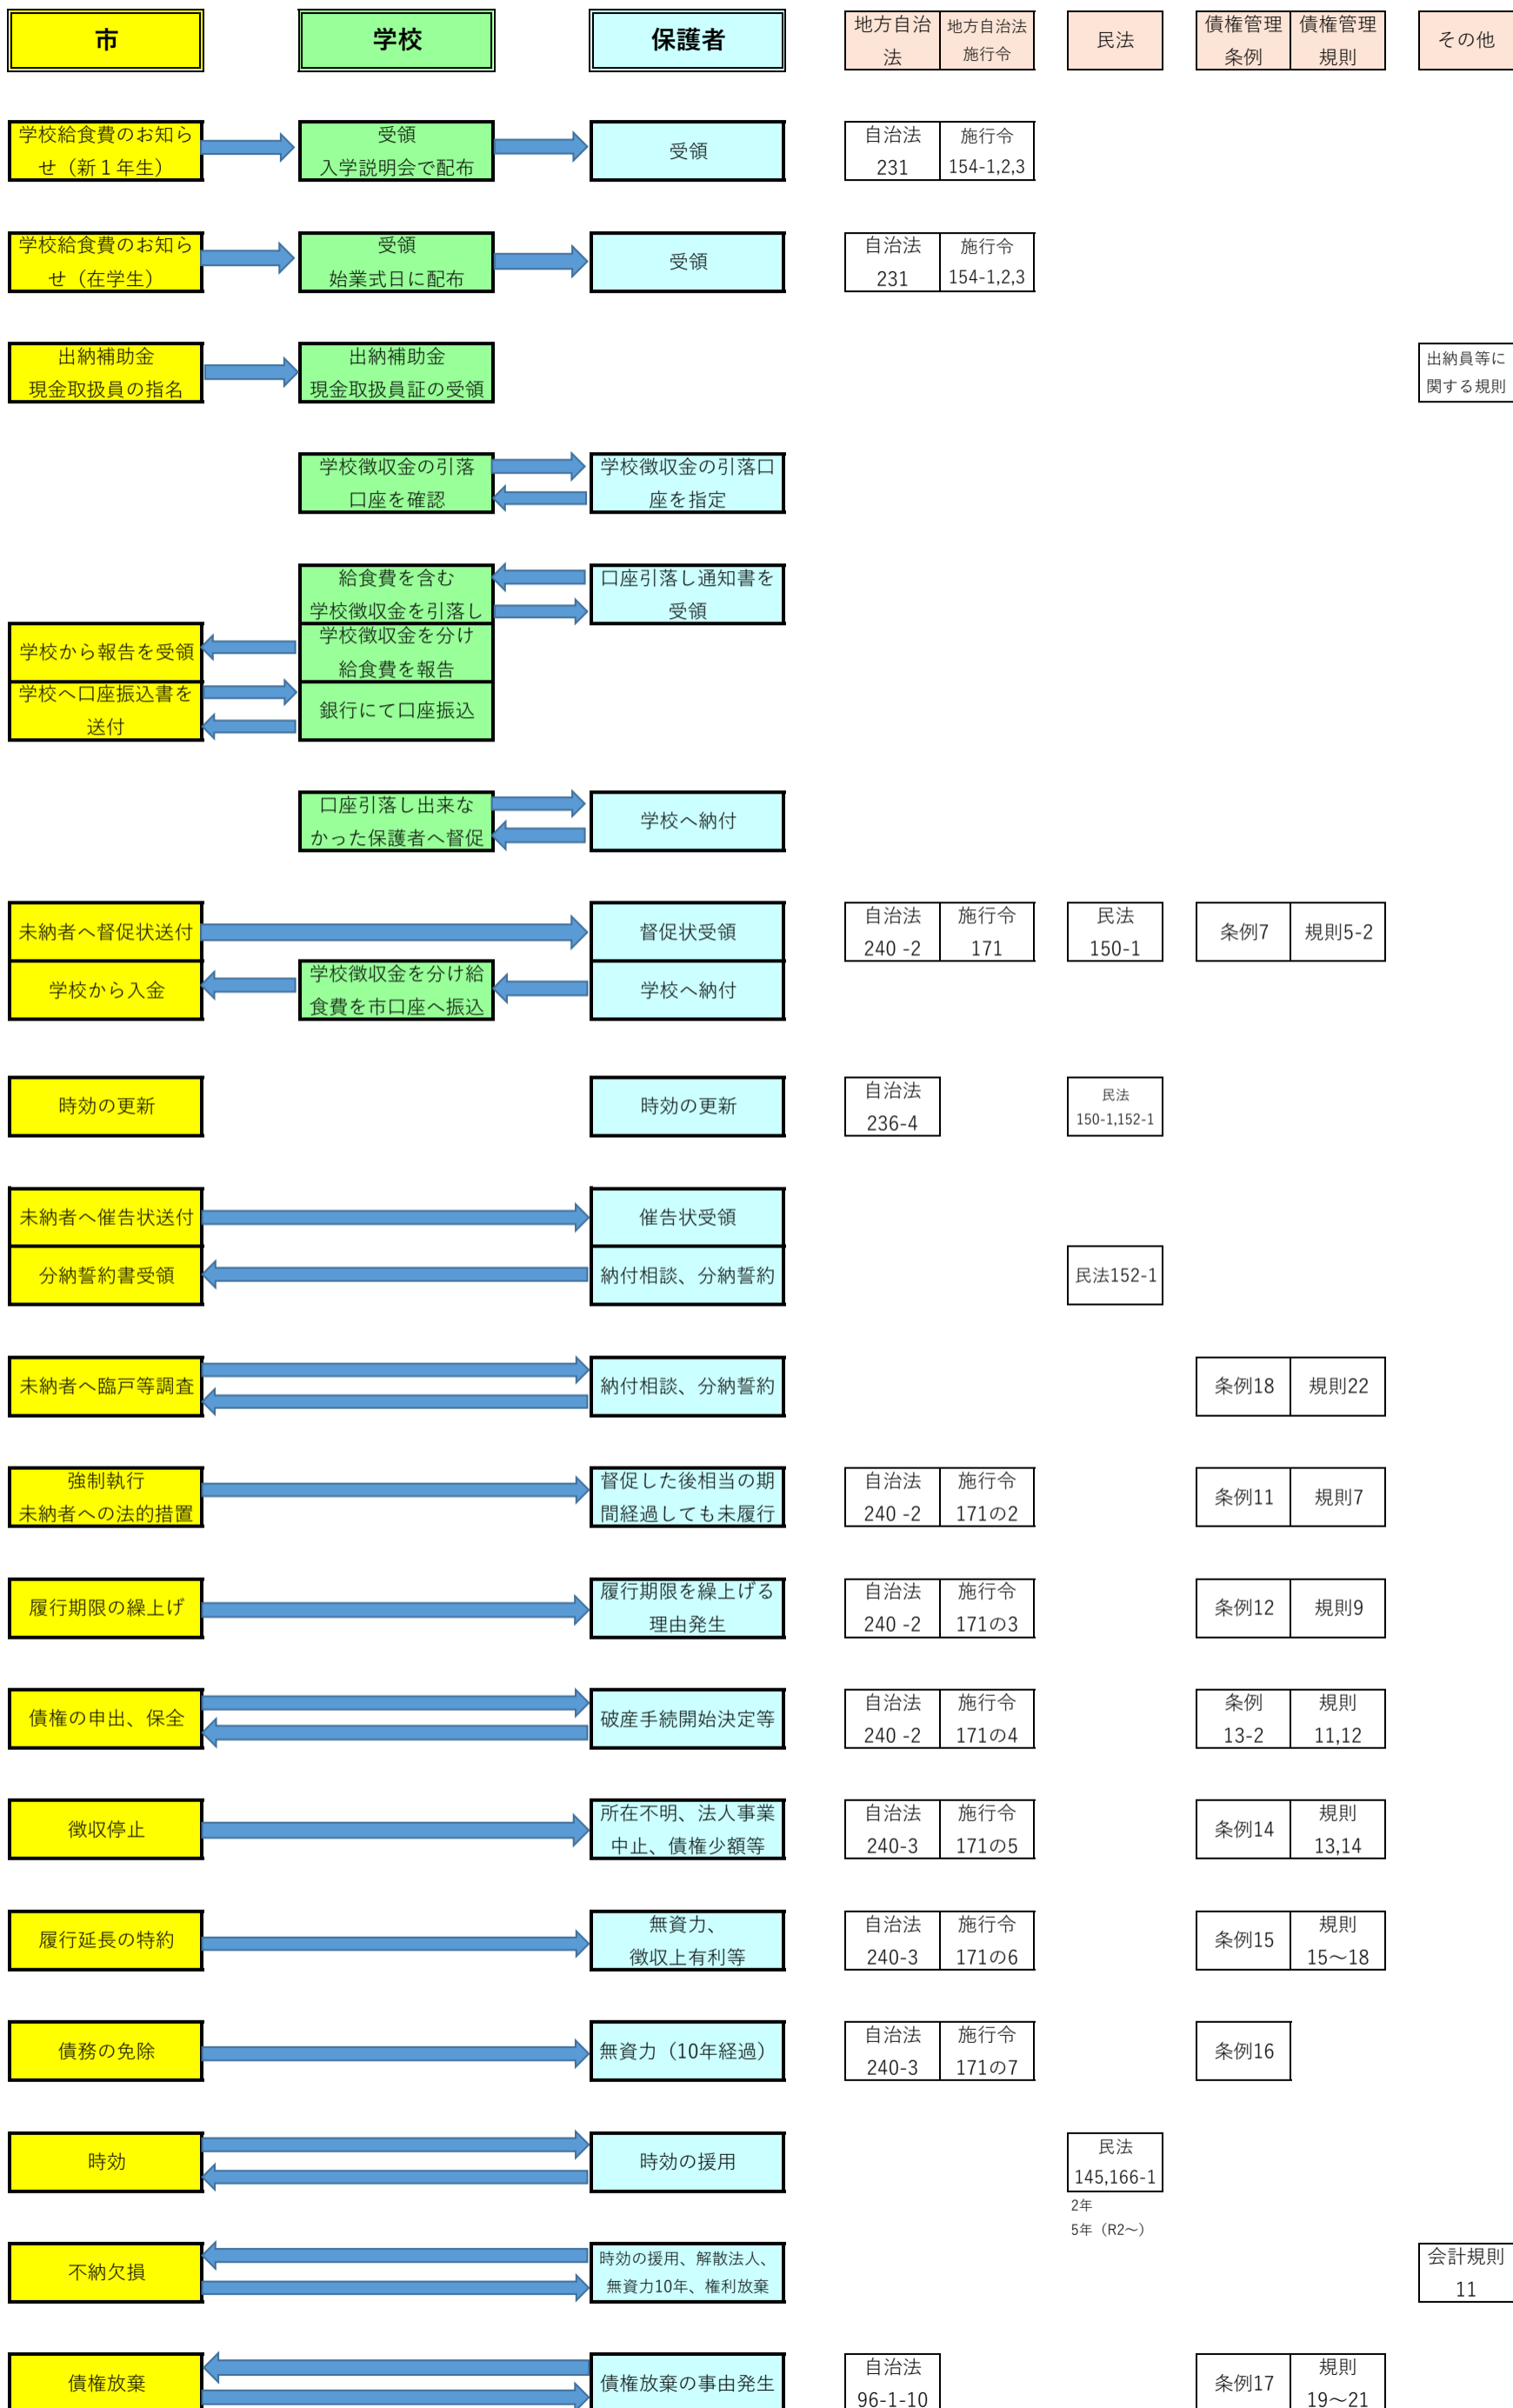 市
学校
保護者
地方自治
法
地方自治法
施行令
民法
債権管理
条例
債権管理
規則
その他
学校給食費のお知ら
せ（新１年生）
受領
入学説明会で配布
受領
自治法
231
施行令
154-1,2,3
学校給食費のお知ら
せ（在学生）
受領
始業式日に配布
受領
自治法
231
施行令
154-1,2,3
出納補助金
現金取扱員の指名
出納補助金
現金取扱員証の受領
出納員等に
関する規則
学校徴収金の引落
口座を確認
学校徴収金の引落口
座を指定
給食費を含む
学校徴収金を引落し
口座引落し通知書を
受領
学校から報告を受領
学校徴収金を分け
給食費を報告
学校へ口座振込書を
送付
銀行にて口座振込
口座引落し出来な
かった保護者へ督促
学校へ納付
未納者へ督促状送付
督促状受領
自治法
240 -2
施行令
171
民法
150-1
条例7
規則5-2
学校から入金
学校徴収金を分け給
食費を市口座へ振込
学校へ納付
時効の更新
時効の更新
自治法
236-4
民法
150-1,152-1
未納者へ催告状送付
催告状受領
分納誓約書受領
納付相談、分納誓約
民法152-1
未納者へ臨戸等調査
納付相談、分納誓約
条例18
規則22
強制執行
未納者への法的措置
督促した後相当の期
間経過しても未履行
自治法
240 -2
施行令
171の2
条例11
規則7
履行期限の繰上げ
履行期限を繰上げる
理由発生
自治法
240 -2
施行令
171の3
条例12
規則9
債権の申出、保全
破産手続開始決定等
自治法
240 -2
施行令
171の4
条例
13-2
規則
11,12
徴収停止
所在不明、法人事業
中止、債権少額等
自治法
240-3
施行令
171の5
条例14
規則
13,14
履行延長の特約
無資力、
徴収上有利等
自治法
240-3
施行令
171の6
条例15
規則
15〜18
債務の免除
無資力（10年経過）
自治法
240-3
施行令
171の7
条例16
時効
時効の援用
民法
145,166-1
2年
5年（R2〜）
不納欠損
時効の援用、解散法人、
無資力10年、権利放棄
会計規則
11
債権放棄
債権放棄の事由発生
自治法
96-1-10
条例17
規則
19〜21